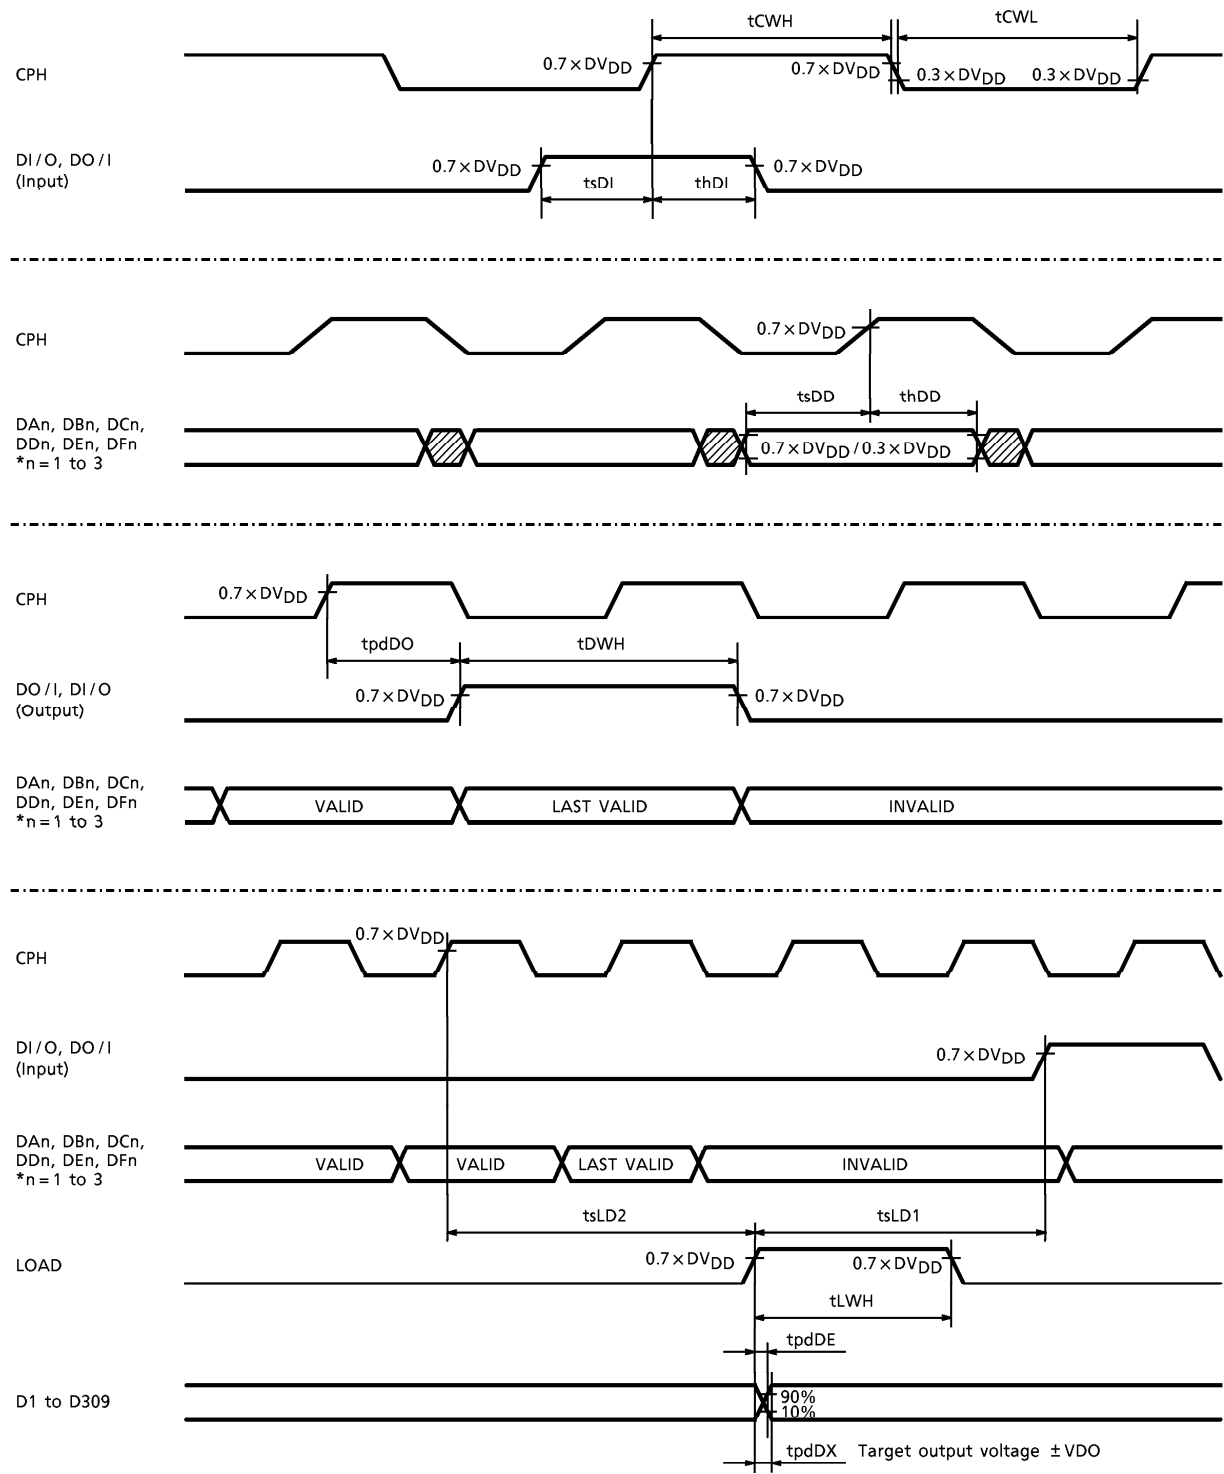 tCWH
tCWL
CPH
0.7×DVDD
0.7×DVDD
0.3×DVDD
0.3×DVDD
DI/O, DO/I
(Input)
0.7×DVDD
0.7×DVDD
tsDI
thDI
CPH
0.7×DVDD
tsDD
thDD
DAn, DBn, DCn,
DDn, DEn, DFn
*n=1 to 3
0.7×DVDD/0.3×DVDD
CPH
0.7×DVDD
tpdDO
tDWH
DO/I, DI/O
(Output)
0.7×DVDD
0.7×DVDD
DAn, DBn, DCn,
DDn, DEn, DFn
*n=1 to 3
VALID
LAST VALID
INVALID
CPH
0.7×DVDD
DI/O, DO/I
(Input)
0.7×DVDD
DAn, DBn, DCn,
DDn, DEn, DFn
*n=1 to 3
VALID
VALID
LAST VALID
INVALID
tsLD2
tsLD1
LOAD
0.7×DVDD
0.7×DVDD
tLWH
tpdDE
D1 to D309
90%
10%
tpdDX Target output voltage ±VDO